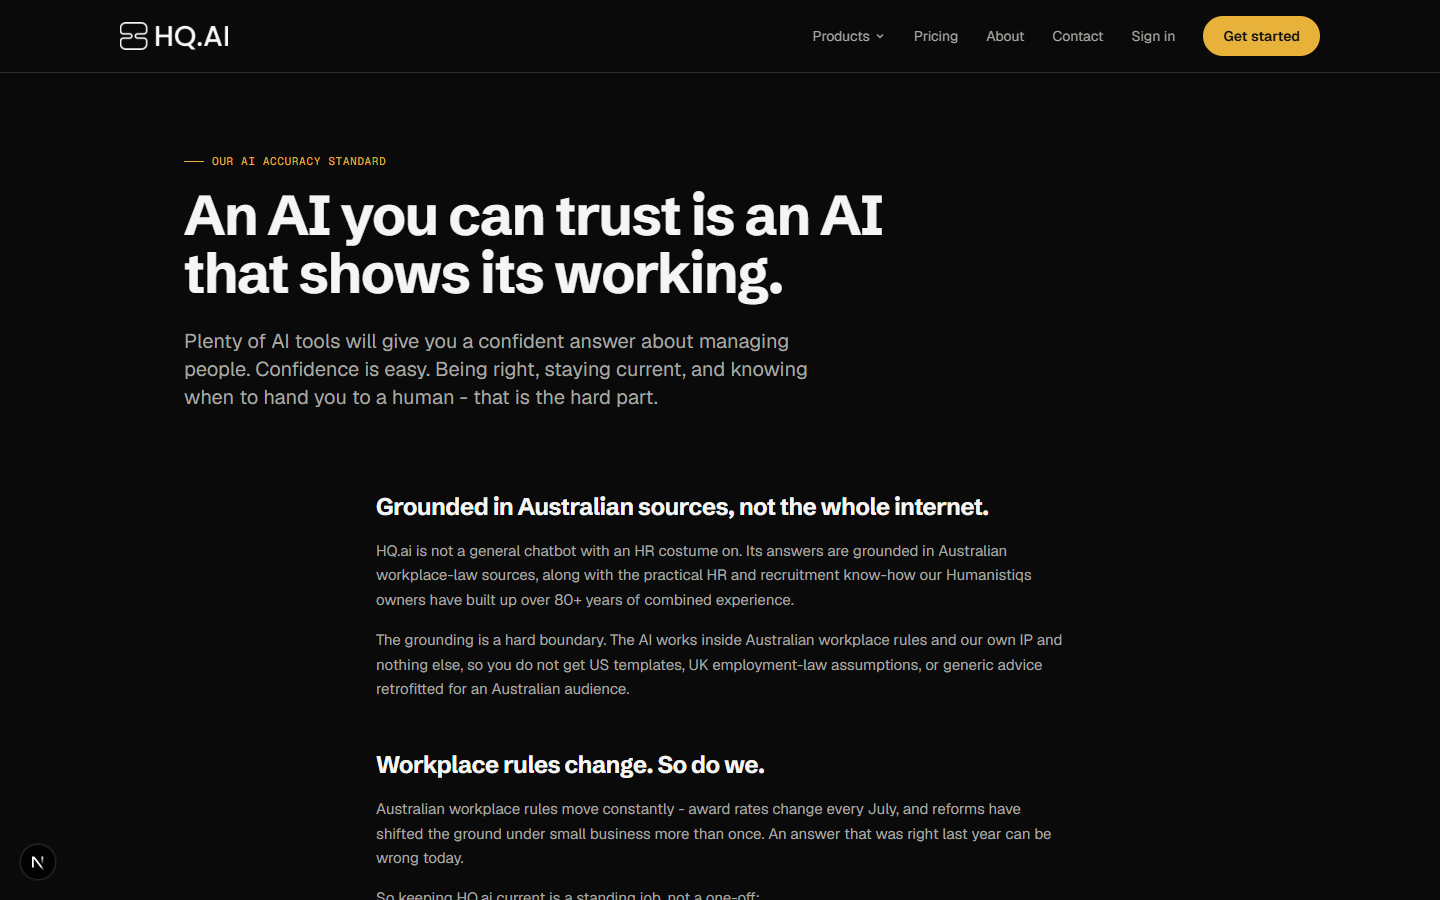 HQ.AI
Products
Pricing
About
Contact
Sign in
Get started
OUR AI ACCURACY STANDARD
An AI you can trust is an AI
that shows its working.
Plenty of AI tools will give you a confident answer about managing
people. Confidence is easy. Being right, staying current, and knowing
when to hand you to a human - that is the hard part.
Grounded in Australian sources, not the whole internet.
HQ.ai is not a general chatbot with an HR costume on. Its answers are grounded in Australian
workplace-law sources, along with the practical HR and recruitment know-how our Humanistiqs
owners have built up over 80+ years of combined experience.
The grounding is a hard boundary. The AI works inside Australian workplace rules and our own IP and
nothing else, so you do not get US templates, UK employment-law assumptions, or generic advice
retrofitted for an Australian audience.
Workplace rules change. So do we.
Australian workplace rules move constantly - award rates change every July, and reforms have
shifted the ground under small business more than once. An answer that was right last year can be
wrong today.
So keeping HQ.ai current is a standing job, not a one-off:
N